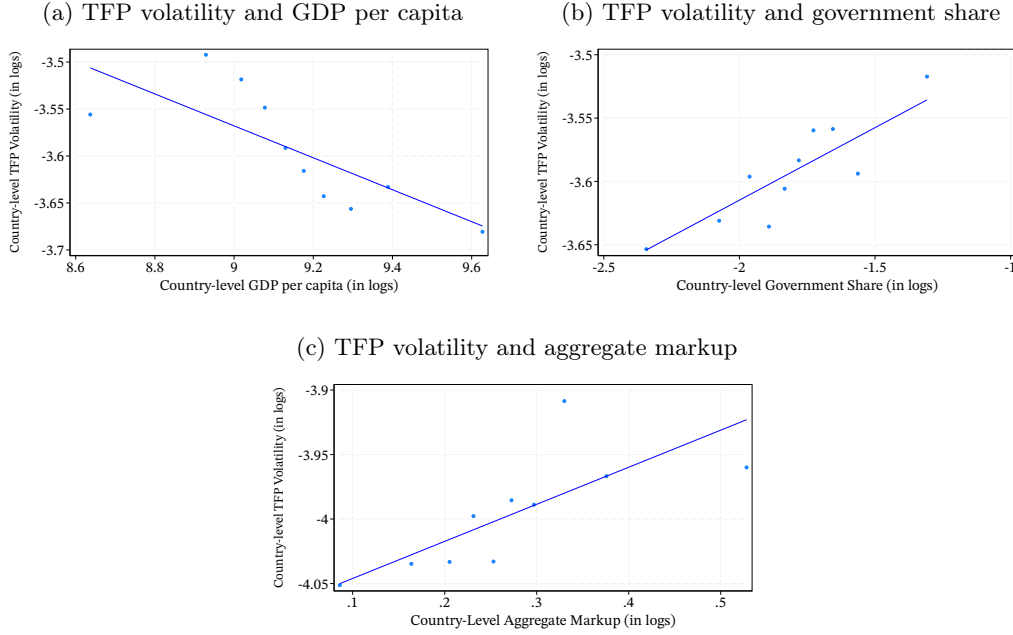 (a) TFP volatility and GDP per capita
Country-level TFP Volatility (in logs)
-3.5
-3.55
-3.6
-3.65
-3.7
8.6 8.8 9 9.2 9.4 9.6
Country-level GDP per capita (in logs)
(b) TFP volatility and government share
Country-level TFP Volatility (in logs)
-3.5
-3.55
-3.6
-3.65
-2.5 -2 -1.5 -1
Country-level Government Share (in logs)
(c) TFP volatility and aggregate markup
Country-level TFP Volatility (in logs)
-3.9
-3.95
-4
-4.05
.1 .2 .3 .4 .5
Country-Level Aggregate Markup (in logs)